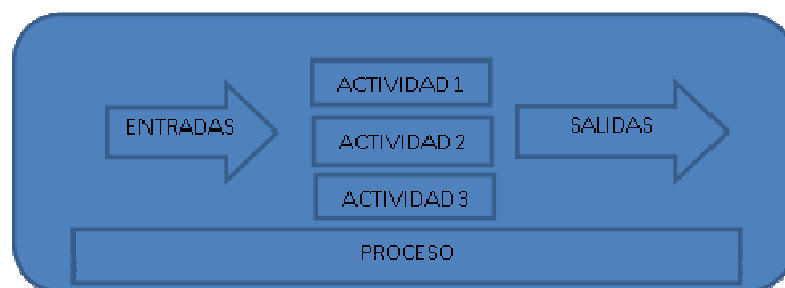 ENTRADAS
ACTIVIDAD 1
ACTIVIDAD 2
ACTIVIDAD 3
SALIDAS
PROCESO